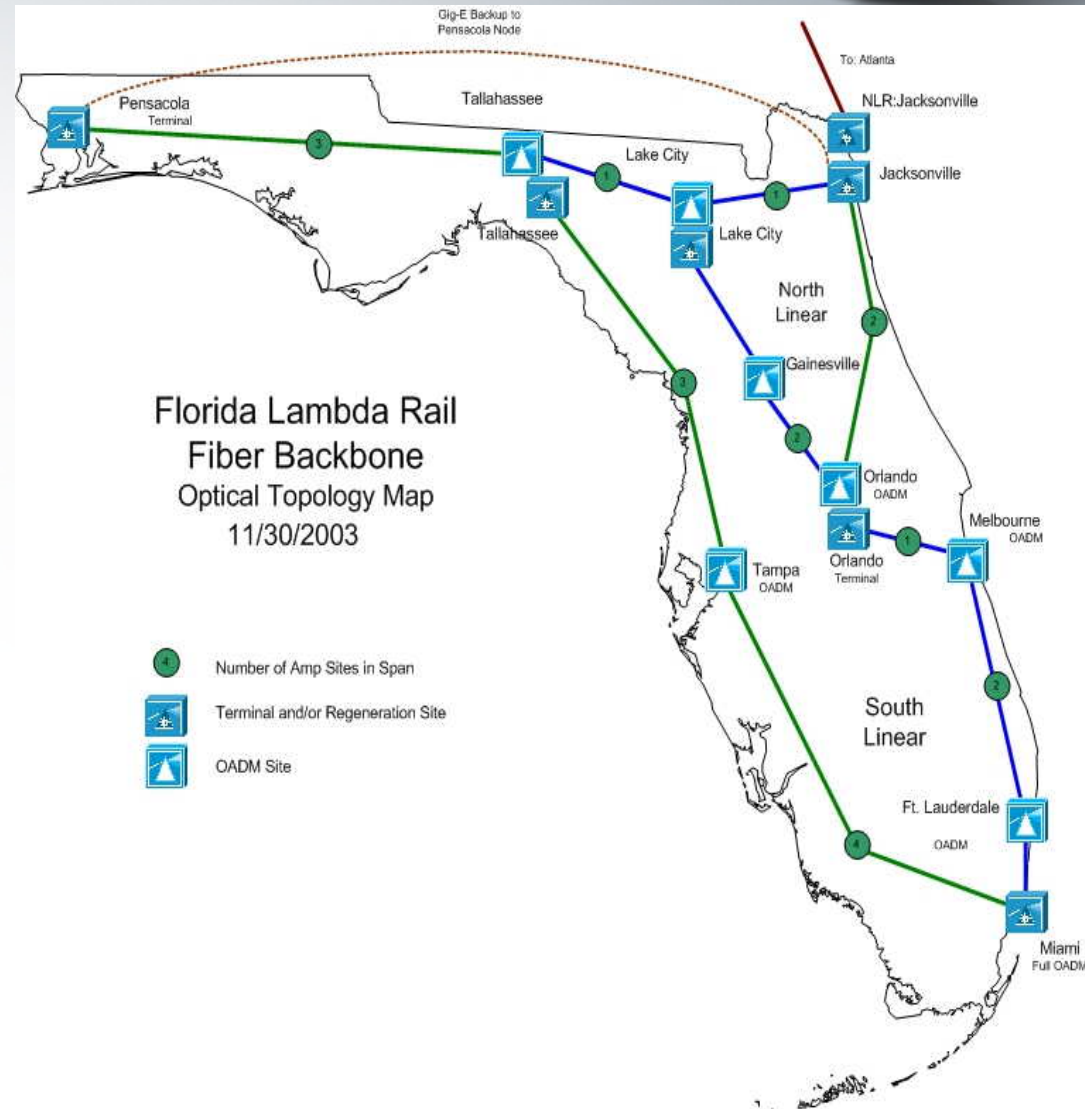 Gig-E Backup to
Pensacola Node
To: Atlanta
NLR:Jacksonville
Pensacola
Terminal
Tallahassee
3
Lake City
1
1
Jacksonville
Tallahassee
Lake City
North
Linear
2
3
Gainesville
Florida Lambda Rail
Fiber Backbone
Optical Topology Map
11/30/2003
2
Orlando
OADM
Melbourne
OADM
1
Orlando
Terminal
Tampa
OADM
4
Number of Amp Sites in Span
Terminal and/or Regeneration Site
OADM Site
2
South
Linear
Ft. Lauderdale
OADM
4
Miami
Full OADM